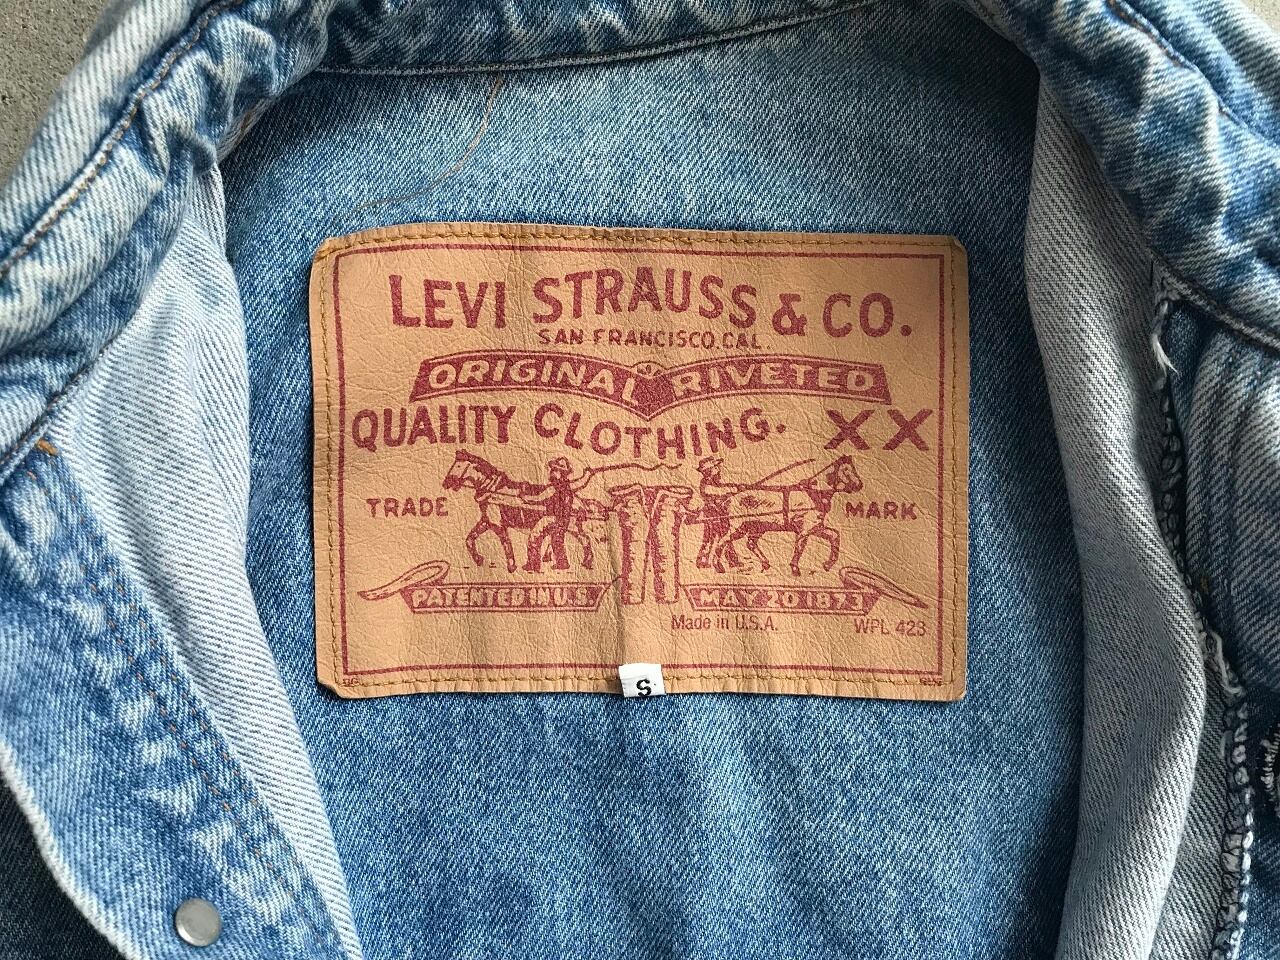 LEVI STRAUSS & CO.
SAN FRANCISCO, CAL.
ORIGINAL RIVETED
QUALITY CLOTHING. XX
TRADE MARK
PATENTED IN U.S. MAY 20 1873
Made in U.S.A. WPL 423
S